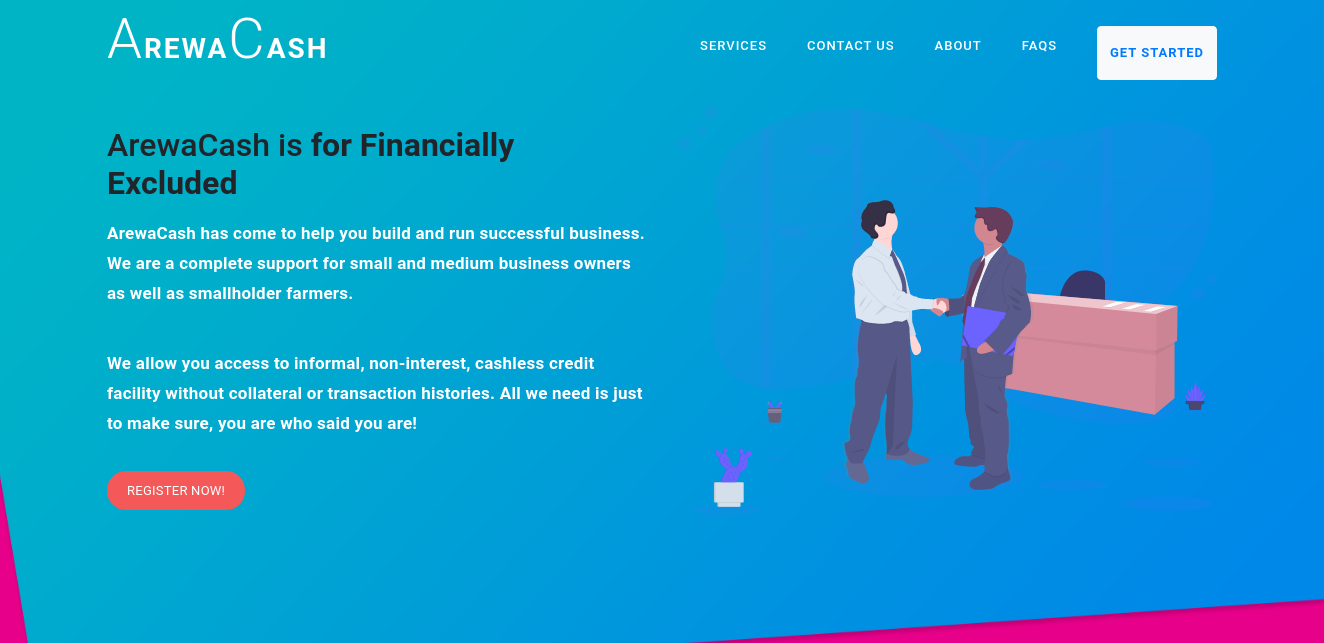 ArewaCash
SERVICES CONTACT US ABOUT FAQS GET STARTED
ArewaCash is for Financially
Excluded
ArewaCash has come to help you build and run successful business.
We are a complete support for small and medium business owners
as well as smallholder farmers.
We allow you access to informal, non-interest, cashless credit
facility without collateral or transaction histories. All we need is just
to make sure, you are who said you are!
REGISTER NOW!